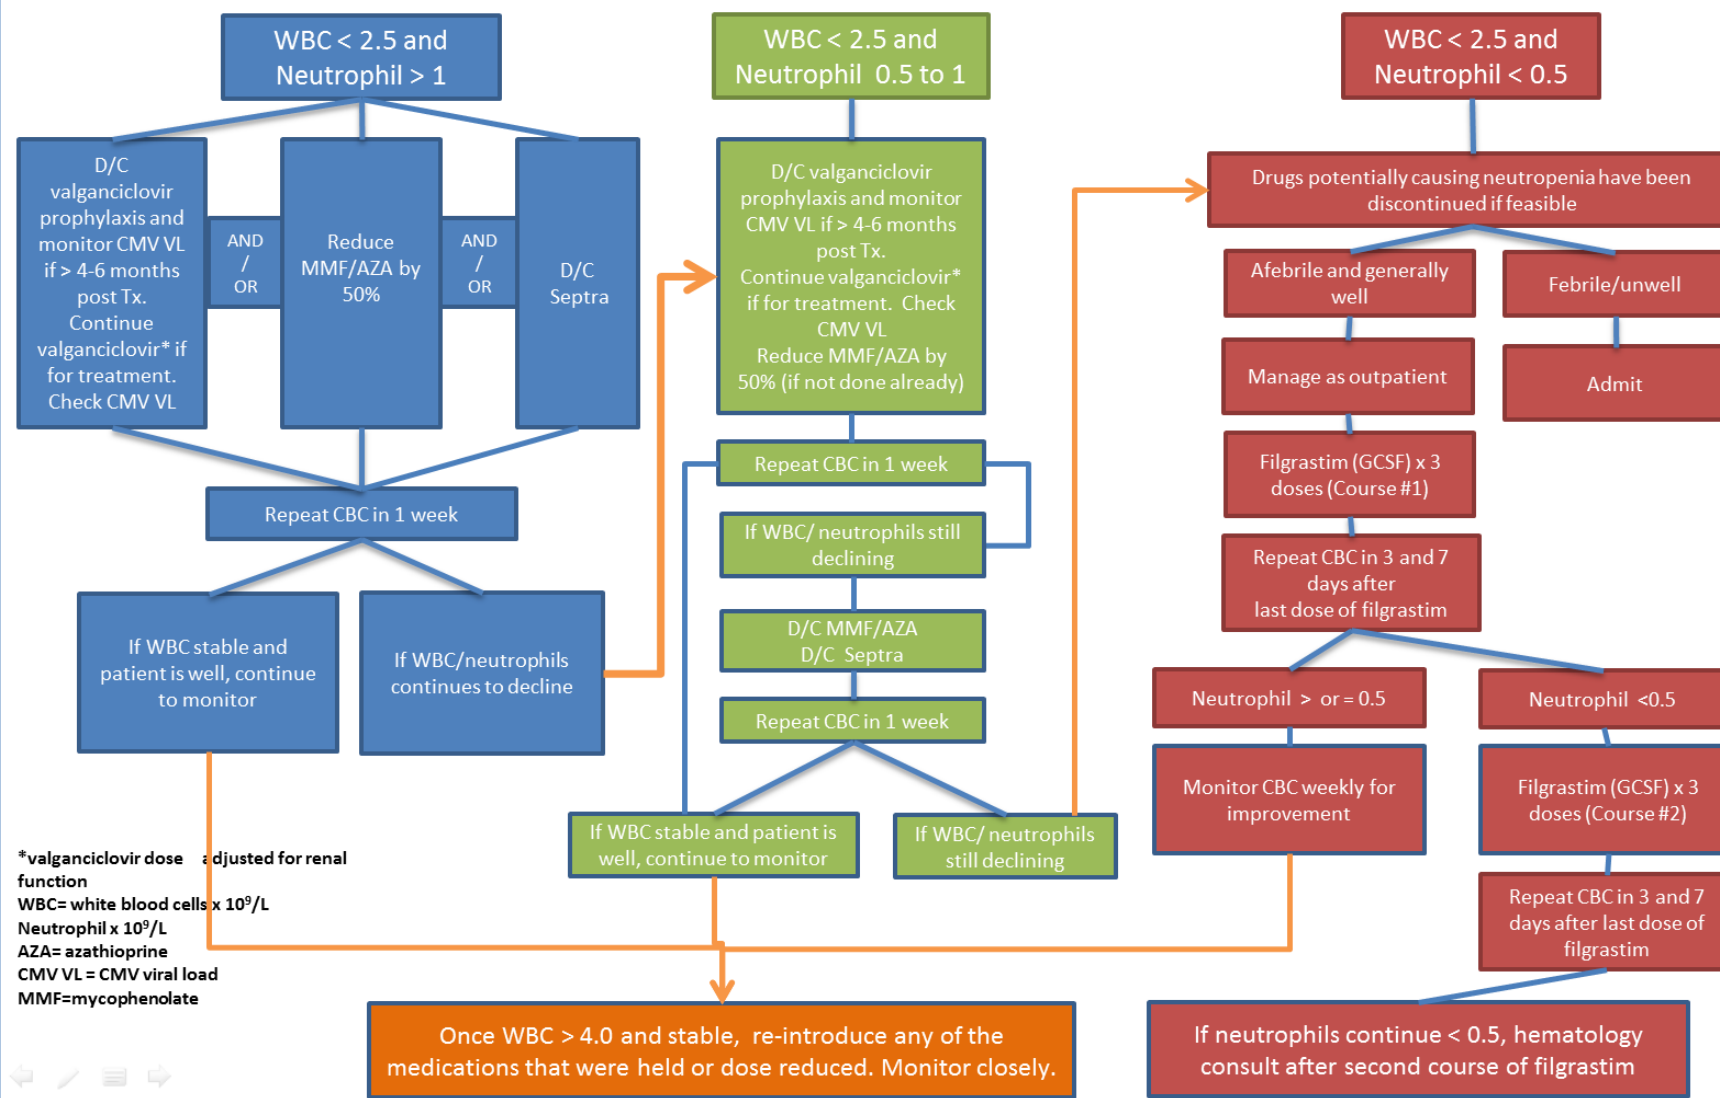 WBC < 2.5 and
Neutrophil > 1
D/C
valganciclovir
prophylaxis and
monitor CMV VL
if > 4-6 months
post Tx.
Continue
valganciclovir* if
for treatment.
Check CMV VL
AND
/
OR
Reduce
MMF/AZA by
50%
AND
/
OR
D/C
Septra
Repeat CBC in 1 week
If WBC stable and
patient is well, continue
to monitor
If WBC/neutrophils
continues to decline
WBC < 2.5 and
Neutrophil 0.5 to 1
D/C valganciclovir
prophylaxis and monitor
CMV VL if > 4-6 months
post Tx.
Continue valganciclovir*
if for treatment. Check
CMV VL
Reduce MMF/AZA by
50% (if not done already)
Repeat CBC in 1 week
If WBC/ neutrophils still
declining
D/C MMF/AZA
D/C Septra
Repeat CBC in 1 week
If WBC stable and patient is
well, continue to monitor
If WBC/ neutrophils
still declining
WBC < 2.5 and
Neutrophil < 0.5
Drugs potentially causing neutropenia have been
discontinued if feasible
Afebrile and generally
well
Febrile/unwell
Manage as outpatient
Admit
Filgrastim (GCSF) x 3
doses (Course #1)
Repeat CBC in 3 and 7
days after
last dose of filgrastim
Neutrophil > or = 0.5
Neutrophil <0.5
Monitor CBC weekly for
improvement
Filgrastim (GCSF) x 3
doses (Course #2)
Repeat CBC in 3 and 7
days after last dose of
filgrastim
If neutrophils continue < 0.5, hematology
consult after second course of filgrastim
*valganciclovir dose adjusted for renal
function
WBC= white blood cells x 10⁹/L
Neutrophil x 10⁹/L
AZA= azathioprine
CMV VL = CMV viral load
MMF=mycophenolate
Once WBC > 4.0 and stable, re-introduce any of the
medications that were held or dose reduced. Monitor closely.